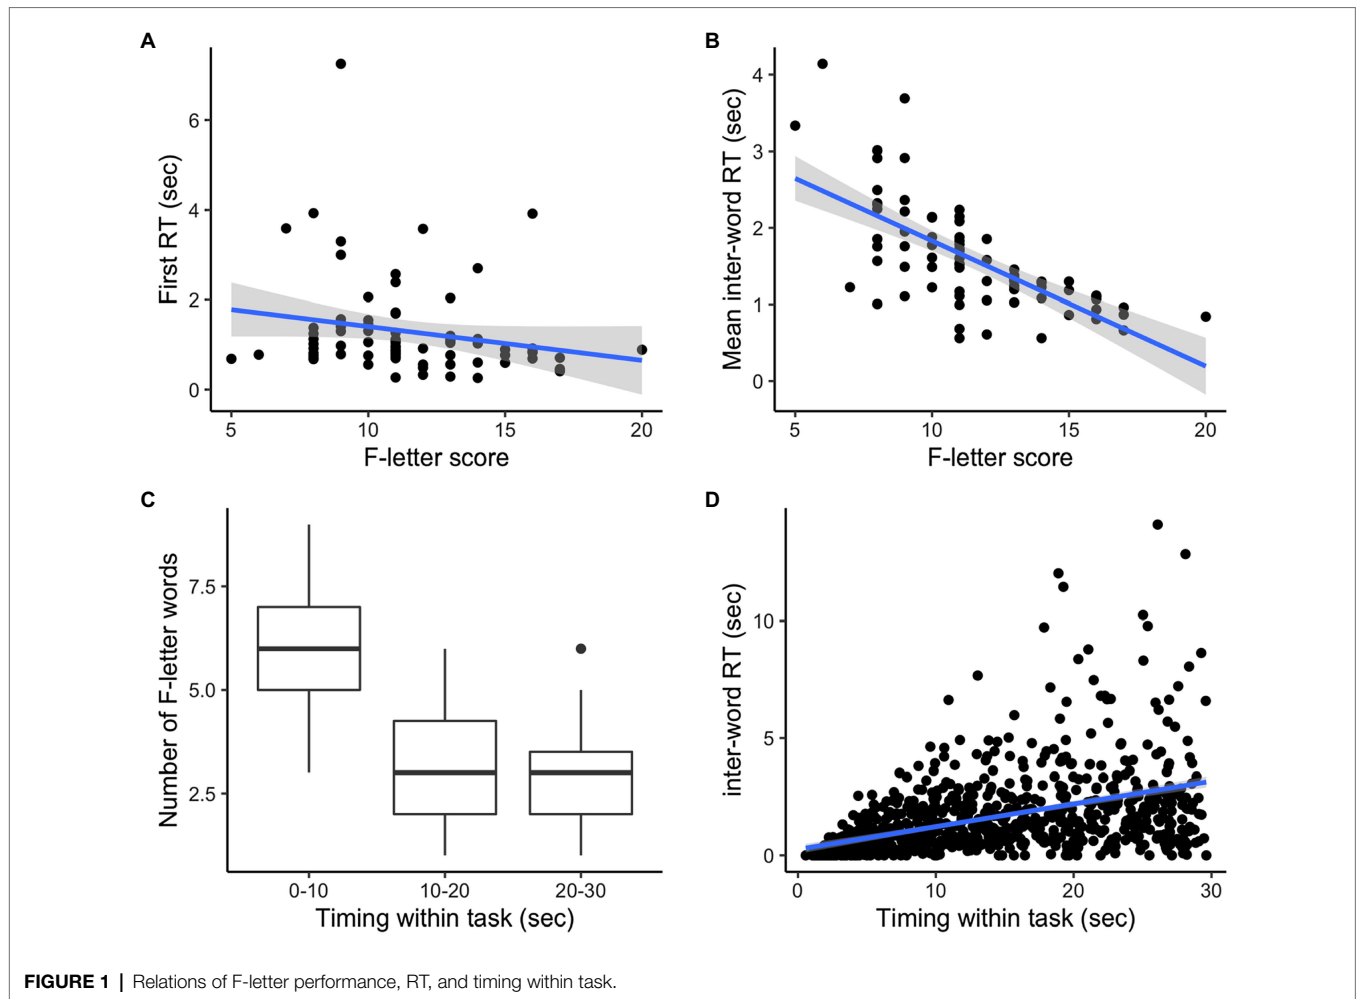 A
First RT (sec)
6
4
2
0
5 10 15 20
F-letter score
B
Mean inter-word RT (sec)
4
3
2
1
0
5 10 15 20
F-letter score
C
Number of F-letter words
7.5
5.0
2.5
0-10 10-20 20-30
Timing within task (sec)
D
inter-word RT (sec)
10
5
0
0 10 20 30
Timing within task (sec)
FIGURE 1 | Relations of F-letter performance, RT, and timing within task.